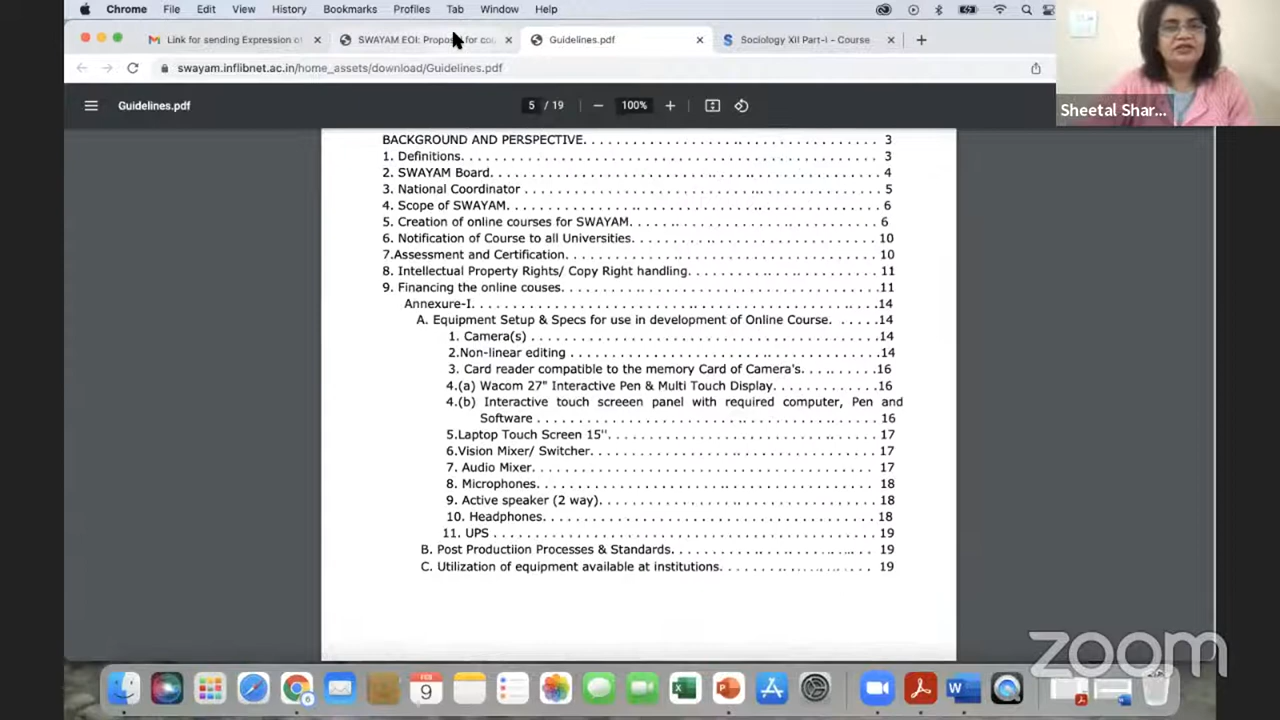 Chrome File Edit View History Bookmarks Profiles Tab Window Help
Link for sending Expression of
SWAYAM EOI: Propos for cou
Guidelines.pdf
Sociology XII Part-I - Course
swayam.inflibnet.ac.in/home_assets/download/Guidelines.pdf
Sheetal Shar...
Guidelines.pdf
5 / 19
100%
BACKGROUND AND PERSPECTIVE. . . . . . . . . . . . . . . . . . . . . . . . . 3
1. Definitions. . . . . . . . . . . . . . . . . . . . . . . . . 3
2. SWAYAM Board. . . . . . . . . . . . . . . . . . . . . . . . . 4
3. National Coordinator . . . . . . . . . . . . . . . . . . . . . . . . . 5
4. Scope of SWAYAM. . . . . . . . . . . . . . . . . . . . . . . . . 6
5. Creation of online courses for SWAYAM. . . . . . . . . . . . . . . . . . . . 6
6. Notification of Course to all Universities. . . . . . . . . . . . . . . . . . . . 10
7.Assessment and Certification. . . . . . . . . . . . . . . . . . . . . . . . . 10
8. Intellectual Property Rights/ Copy Right handling. . . . . . . . . . . . . . . 11
9. Financing the online couses. . . . . . . . . . . . . . . . . . . . . . . . . 11
Annexure-I. . . . . . . . . . . . . . . . . . . . . . . . . 14
A. Equipment Setup & Specs for use in development of Online Course. . . . . . 14
1. Camera(s) . . . . . . . . . . . . . . . . . . . . . . . . . 14
2.Non-linear editing . . . . . . . . . . . . . . . . . . . . . . . . . 14
3. Card reader compatible to the memory Card of Camera's. . . . . . . . . 16
4.(a) Wacom 27" Interactive Pen & Multi Touch Display. . . . . . . . . . . 16
4.(b) Interactive touch screeen panel with required computer, Pen and
Software . . . . . . . . . . . . . . . . . . . . . . . . . 16
5.Laptop Touch Screen 15''. . . . . . . . . . . . . . . . . . . . . . . . . 17
6.Vision Mixer/ Switcher. . . . . . . . . . . . . . . . . . . . . . . . . 17
7. Audio Mixer. . . . . . . . . . . . . . . . . . . . . . . . . 17
8. Microphones. . . . . . . . . . . . . . . . . . . . . . . . . 18
9. Active speaker (2 way). . . . . . . . . . . . . . . . . . . . . . . . . 18
10. Headphones. . . . . . . . . . . . . . . . . . . . . . . . . 18
11. UPS . . . . . . . . . . . . . . . . . . . . . . . . . 19
B. Post Productiion Processes & Standards. . . . . . . . . . . . . . . . . . . . 19
C. Utilization of equipment available at institutions. . . . . . . . . . . . . . . 19
zoom
FEB
9